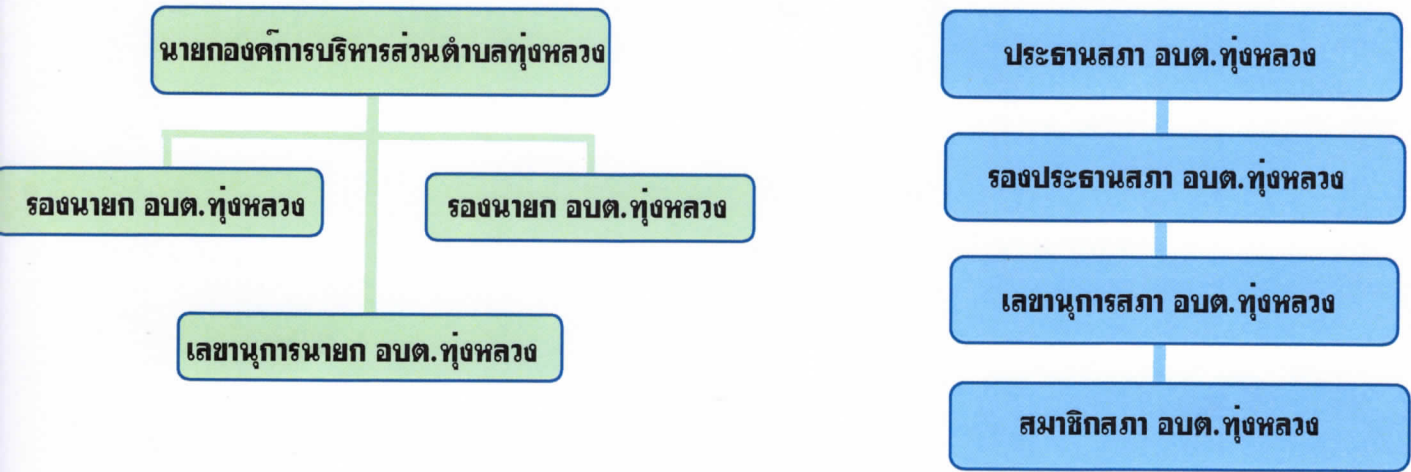 นายกองค์การบริหารส่วนตำบลทุ่งหลวง
รองนายก อบต.ทุ่งหลวง
รองนายก อบต.ทุ่งหลวง
เลขานุการนายก อบต.ทุ่งหลวง
ประธานสภา อบต.ทุ่งหลวง
รองประธานสภา อบต.ทุ่งหลวง
เลขานุการสภา อบต.ทุ่งหลวง
สมาชิกสภา อบต.ทุ่งหลวง